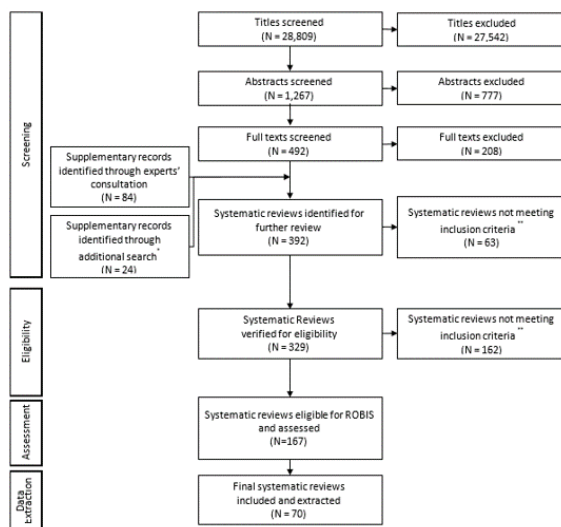 Titles screened
(N = 28,809)
Titles excluded
(N = 27,542)
Abstracts screened
(N = 1,267)
Abstracts excluded
(N = 777)
Full texts screened
(N = 492)
Full texts excluded
(N = 208)
Screening
Supplementary records
identified through experts'
consultation
(N = 84)
Supplementary records
identified through
additional search*
(N = 24)
Systematic reviews identified for
further review
(N = 392)
Systematic reviews not meeting
inclusion criteria**
(N = 63)
Eligibility
Systematic Reviews
verified for eligibility
(N = 329)
Systematic reviews not meeting
inclusion criteria**
(N = 162)
Assessment
Systematic reviews eligible for ROBIS
and assessed
(N=167)
Data
Extraction
Final systematic reviews
included and extracted
(N = 70)